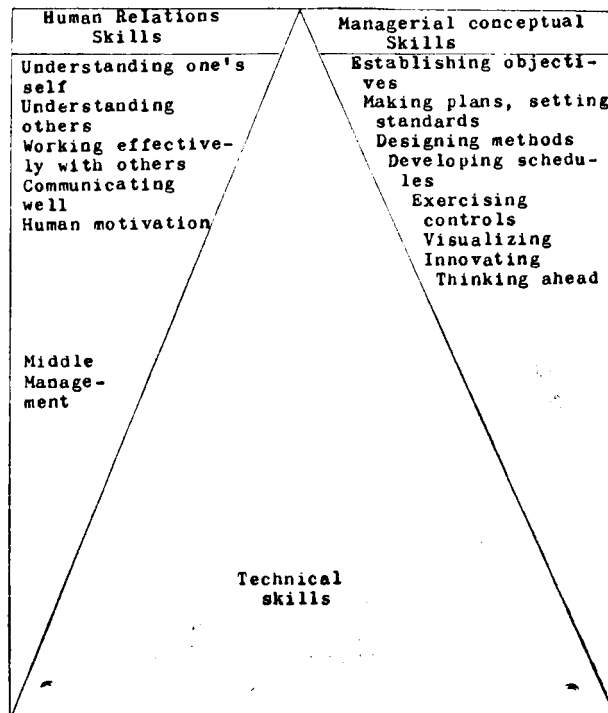 Human Relations
Skills
Understanding one's
self
Understanding
others
Working effective-
ly with others
Communicating
well
Human motivation
Middle
Manage-
ment
Managerial conceptual
Skills
Establishing objecti-
ves
Making plans, setting
standards
Designing methods
Developing schedu-
les
Exercising
controls
Visualizing
Innovating
Thinking ahead
Technical
skills